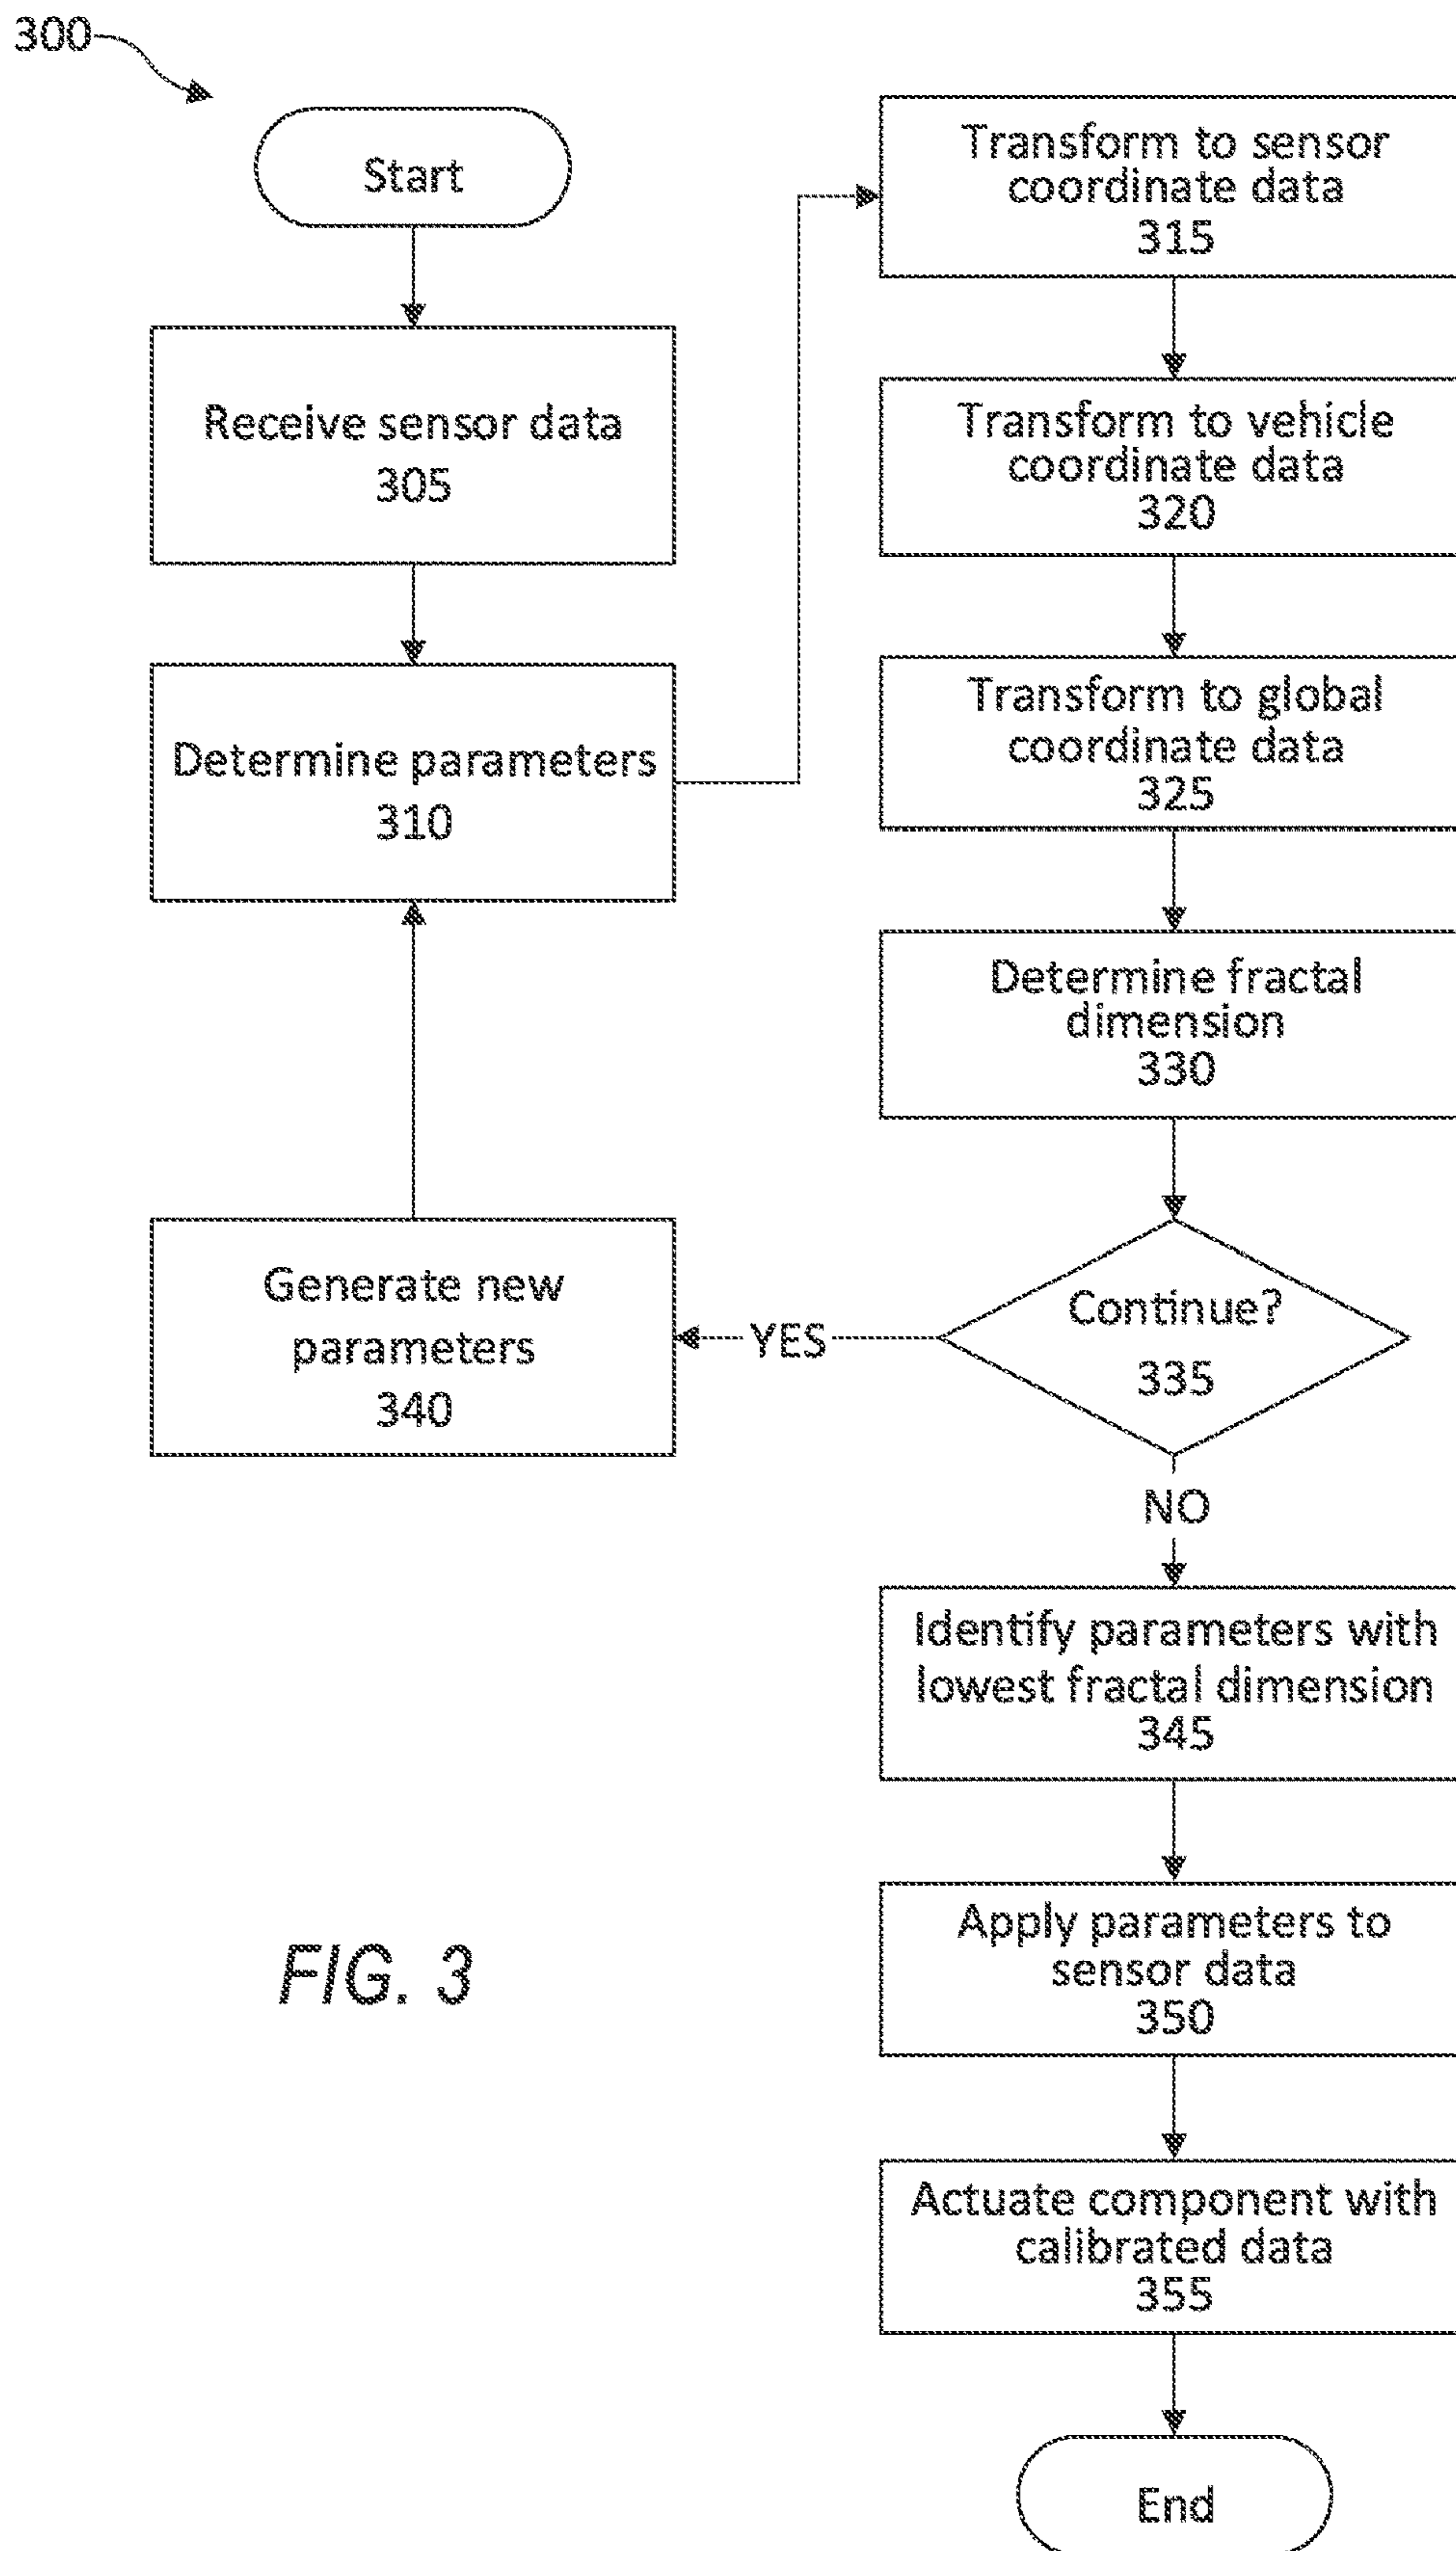 300
Start
Receive sensor data
305
Determine parameters
310
Transform to sensor
coordinate data
315
Transform to vehicle
coordinate data
320
Transform to global
coordinate data
325
Determine fractal
dimension
330
Continue?
335
YES
Generate new
parameters
340
NO
Identify parameters with
lowest fractal dimension
345
Apply parameters to
sensor data
350
Actuate component with
calibrated data
355
End
FIG. 3